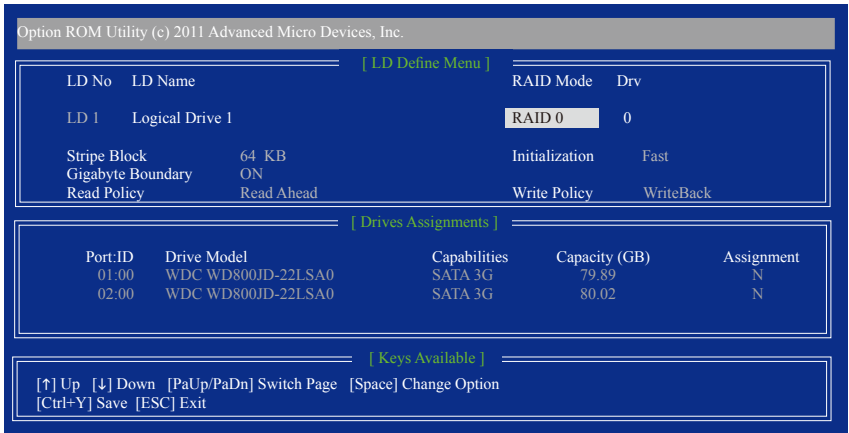 Option ROM Utility (c) 2011 Advanced Micro Devices, Inc.
[ LD Define Menu ]
LD No LD Name RAID Mode Drv
LD 1 Logical Drive 1 RAID 0 0
Stripe Block 64 KB Initialization Fast
Gigabyte Boundary ON
Read Policy Read Ahead Write Policy WriteBack
[ Drives Assignments ]
Port:ID Drive Model Capabilities Capacity (GB) Assignment
01:00 WDC WD800JD-22LSA0 SATA 3G 79.89 N
02:00 WDC WD800JD-22LSA0 SATA 3G 80.02 N
[ Keys Available ]
[↑] Up [↓] Down [PaUp/PaDn] Switch Page [Space] Change Option
[Ctrl+Y] Save [ESC] Exit